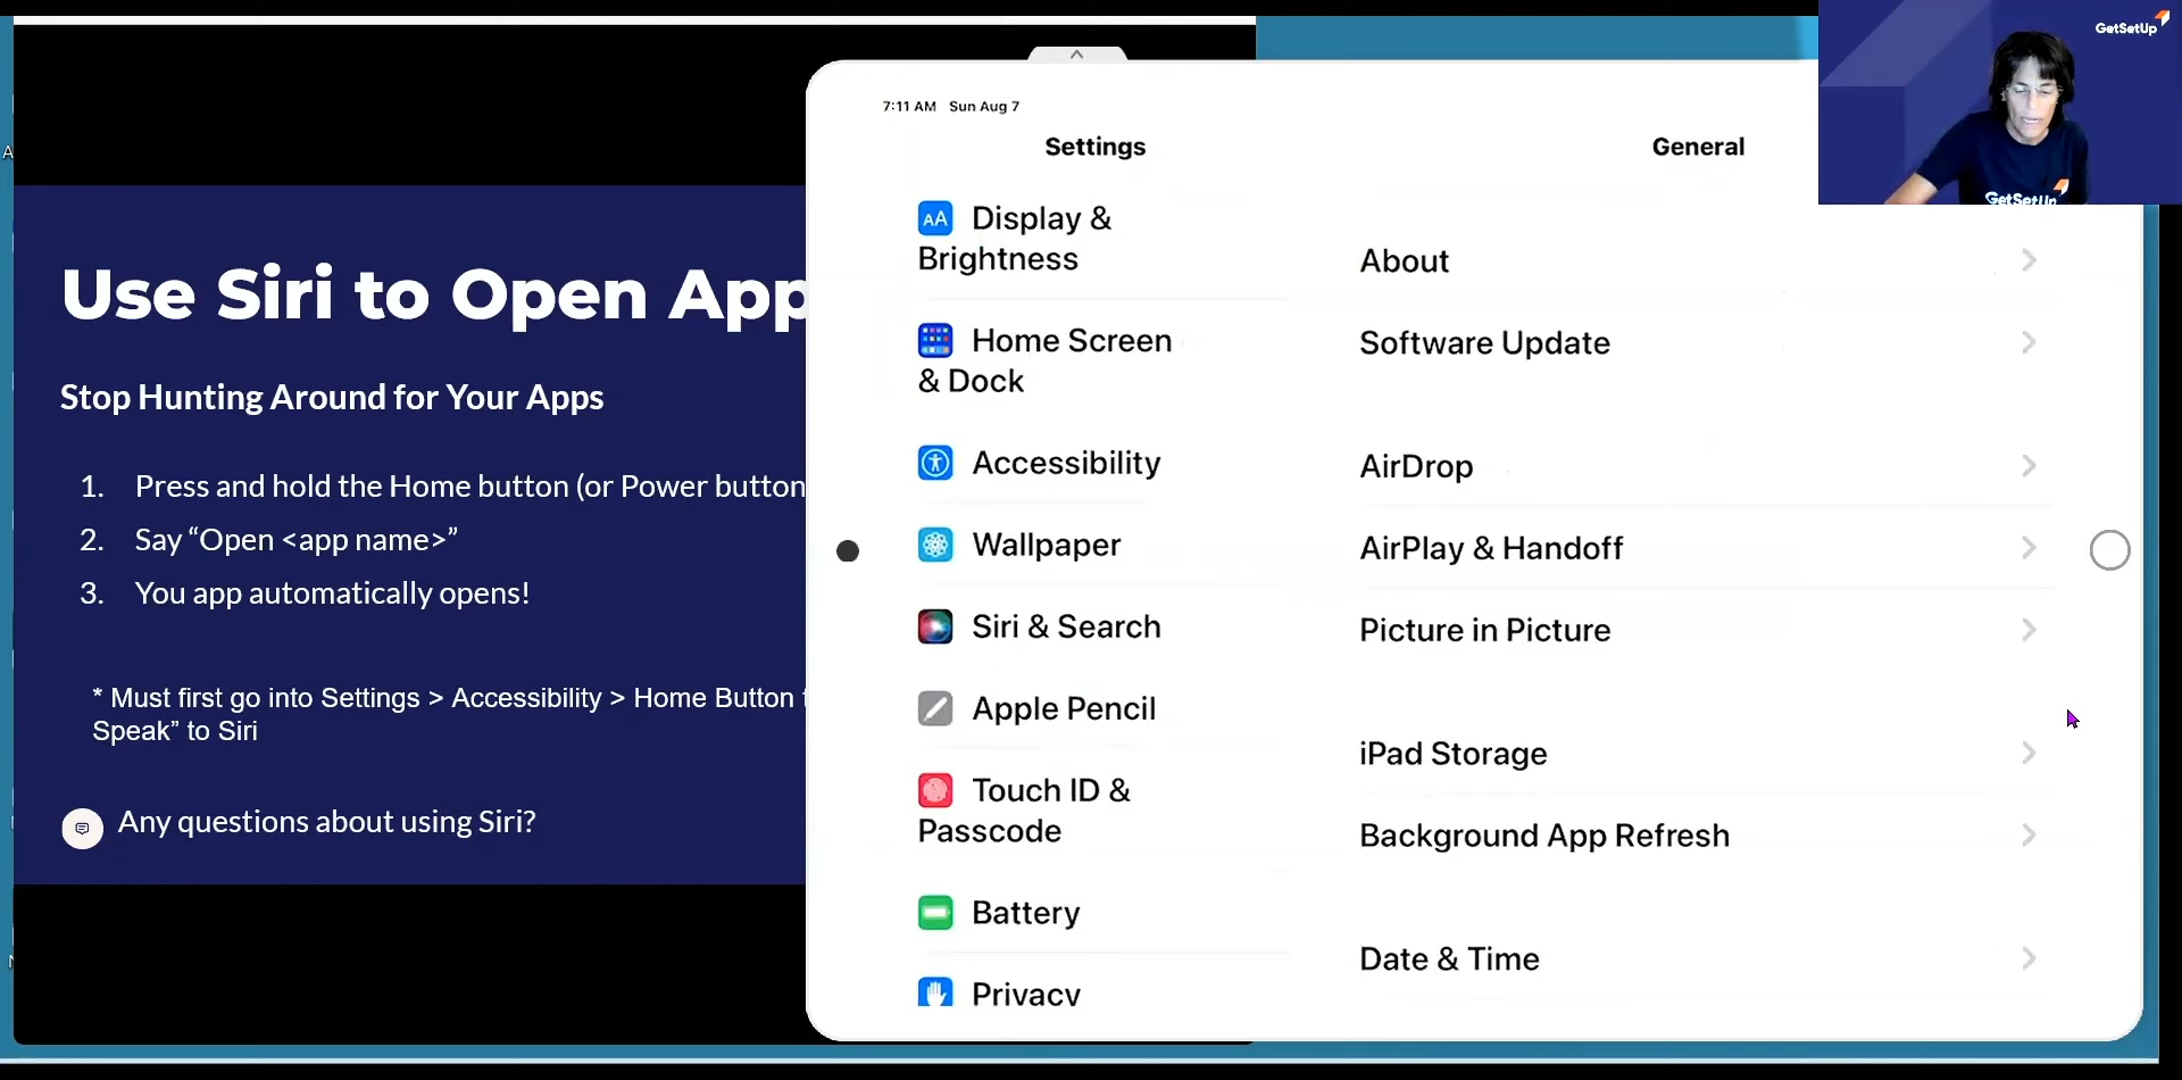 GetSetUp
GetSetUp
7:11 AM Sun Aug 7
Settings
General
Display &
Brightness
Home Screen
& Dock
Accessibility
Wallpaper
Siri & Search
Apple Pencil
Touch ID &
Passcode
Battery
Privacy
About
Software Update
AirDrop
AirPlay & Handoff
Picture in Picture
iPad Storage
Background App Refresh
Date & Time
Use Siri to Open App
Stop Hunting Around for Your Apps
1. Press and hold the Home button (or Power button
2. Say “Open <app name>”
3. You app automatically opens!
* Must first go into Settings > Accessibility > Home Button
Speak” to Siri
Any questions about using Siri?